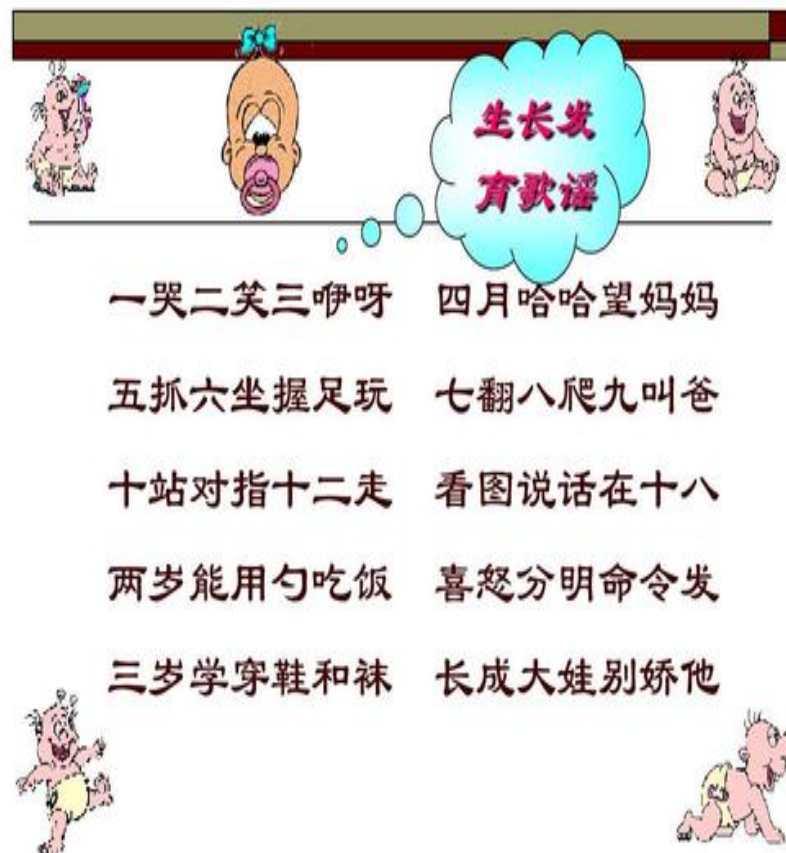 生长发
育歌谣
一哭二笑三咿呀 四月哈哈望妈妈
五抓六坐握足玩 七翻八爬九叫爸
十站对指十二走 看图说话在十八
两岁能用勺吃饭 喜怒分明命令发
三岁学穿鞋和袜 长成大娃别娇他